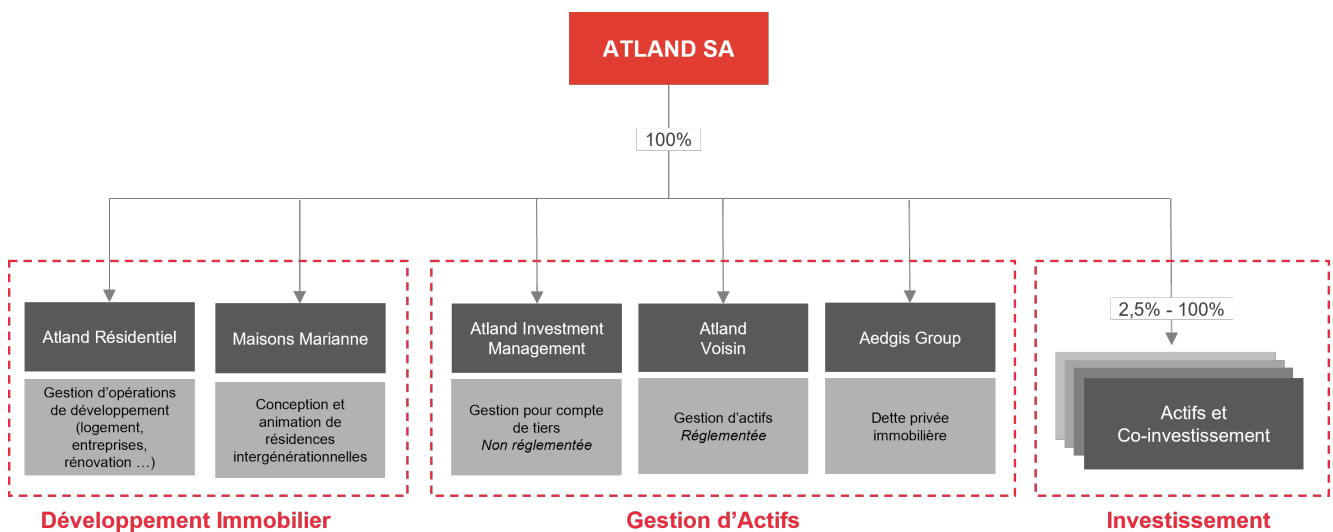 ATLAND SA
100%
Atland Résidentiel
Gestion d'opérations
de développement
(logement,
entreprises,
rénovation …)
Maisons Marianne
Conception et
animation de
résidences
intergénérationnelles
Développement Immobilier
Atland Investment
Management
Gestion pour compte
de tiers
Non réglementée
Atland
Voisin
Gestion d'actifs
Réglementée
Aedgis Group
Dette privée
immobilière
Gestion d'Actifs
2,5% - 100%
Actifs et
Co-investissement
Investissement